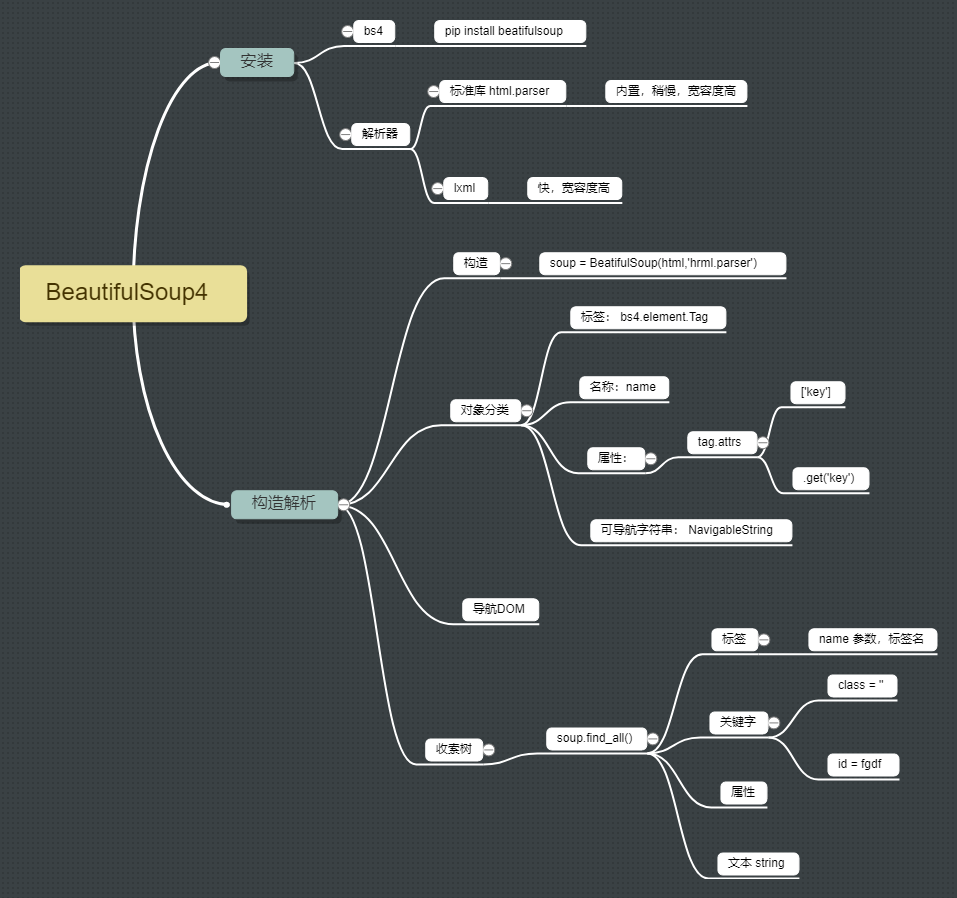 BeautifulSoup4
安装
bs4
pip install beatifulsoup
解析器
标准库 html.parser
内置，稍慢，宽容度高
lxml
快，宽容度高
构造解析
构造
soup = BeatifulSoup(html,'hrml.parser')
对象分类
标签： bs4.element.Tag
名称：name
属性：
tag.attrs
['key']
.get('key')
可导航字符串： NavigableString
导航DOM
收索树
soup.find_all()
标签
name 参数，标签名
关键字
class = ''
id = fgdf
属性
文本 string